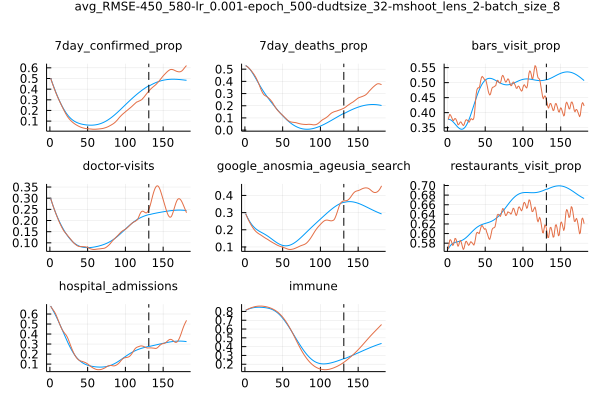 avg_RMSE-450_580-lr_0.001-epoch_500-dudtsize_32-mshoot_lens_2-batch_size_8
7day_confirmed_prop 7day_deaths_prop bars_visit_prop
0.6 0.5 0.4 0.3 0.2 0.1
0 50 100 150
0.5 0.4 0.3 0.2 0.1 0.0
0 50 100 150
0.55 0.50 0.45 0.40 0.35
0 50 100 150
doctor-visits google_anosmia_ageusia_search restaurants_visit_prop
0.35 0.30 0.25 0.20 0.15 0.10
0 50 100 150
0.4 0.3 0.2 0.1
0 50 100 150
0.70 0.68 0.66 0.64 0.62 0.60 0.58
0 50 100 150
hospital_admissions immune
0.6 0.5 0.4 0.3 0.2 0.1
0 50 100 150
0.8 0.7 0.6 0.5 0.4 0.3 0.2
0 50 100 150